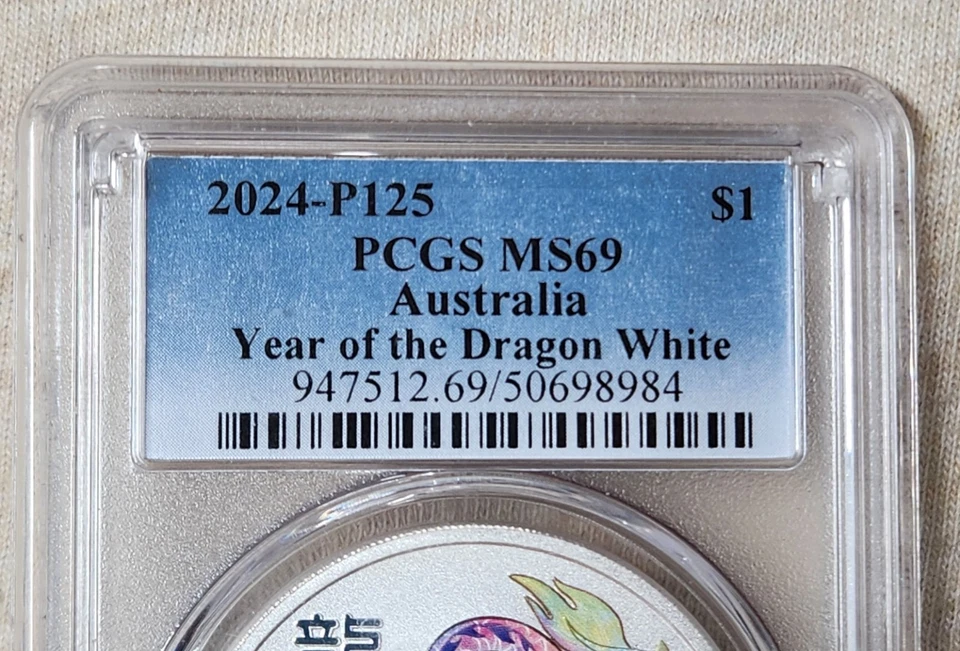 2024-P125 $1
PCGS MS69
Australia
Year of the Dragon White
947512.69/50698984